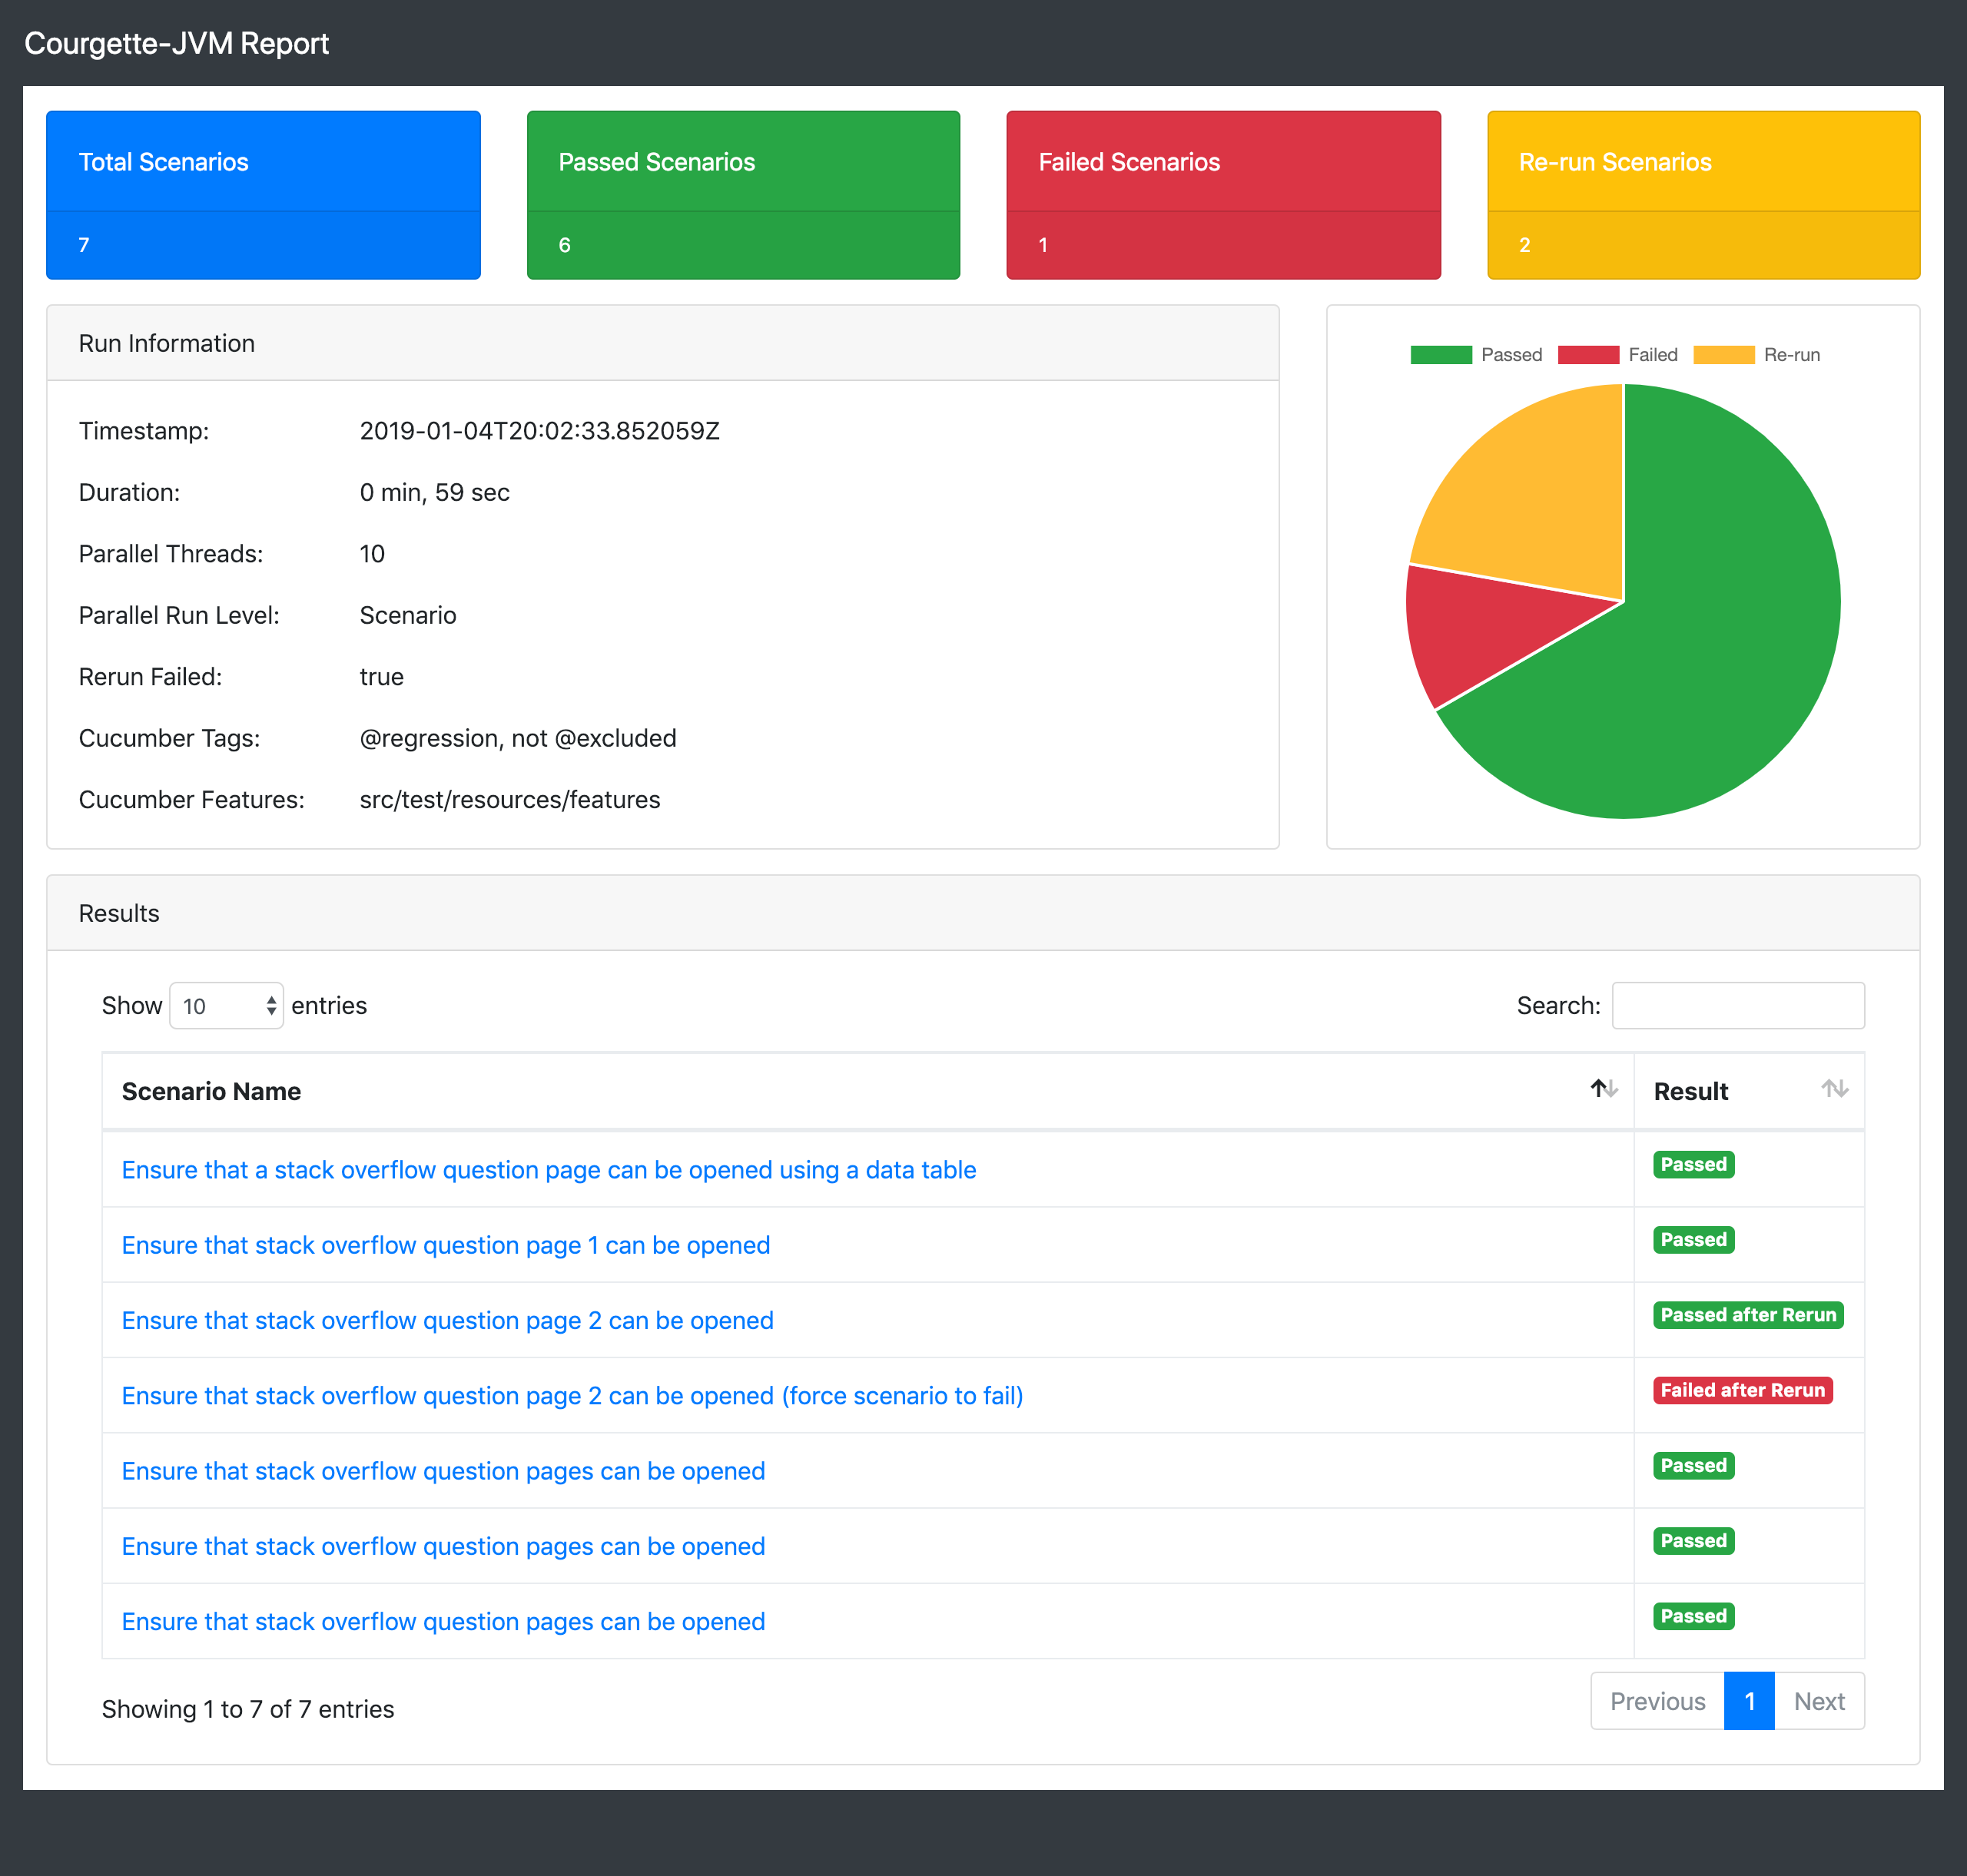 Courgette-JVM Report
Total Scenarios
7
Passed Scenarios
6
Failed Scenarios
1
Re-run Scenarios
2
Run Information
Timestamp: 2019-01-04T20:02:33.852059Z
Duration: 0 min, 59 sec
Parallel Threads: 10
Parallel Run Level: Scenario
Rerun Failed: true
Cucumber Tags: @regression, not @excluded
Cucumber Features: src/test/resources/features
Passed Failed Re-run
Results
Show 10 entries
Search:
Scenario Name Result
Ensure that a stack overflow question page can be opened using a data table Passed
Ensure that stack overflow question page 1 can be opened Passed
Ensure that stack overflow question page 2 can be opened Passed after Rerun
Ensure that stack overflow question page 2 can be opened (force scenario to fail) Failed after Rerun
Ensure that stack overflow question pages can be opened Passed
Ensure that stack overflow question pages can be opened Passed
Ensure that stack overflow question pages can be opened Passed
Showing 1 to 7 of 7 entries
Previous 1 Next